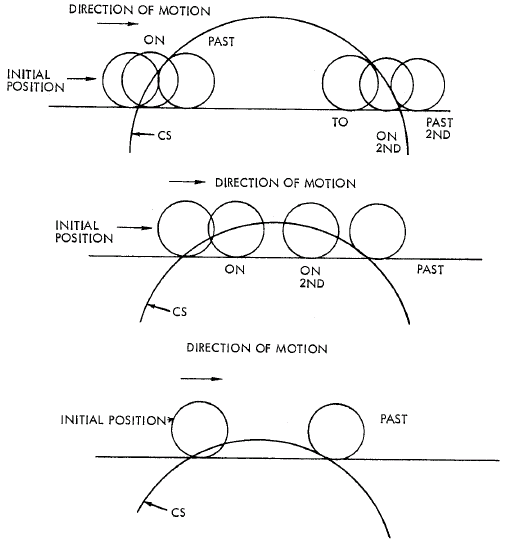 DIRECTION OF MOTION
ON
PAST
INITIAL
POSITION
TO
ON
2ND
PAST
2ND
CS
DIRECTION OF MOTION
INITIAL
POSITION
ON
ON
2ND
PAST
CS
DIRECTION OF MOTION
INITIAL POSITION
PAST
CS